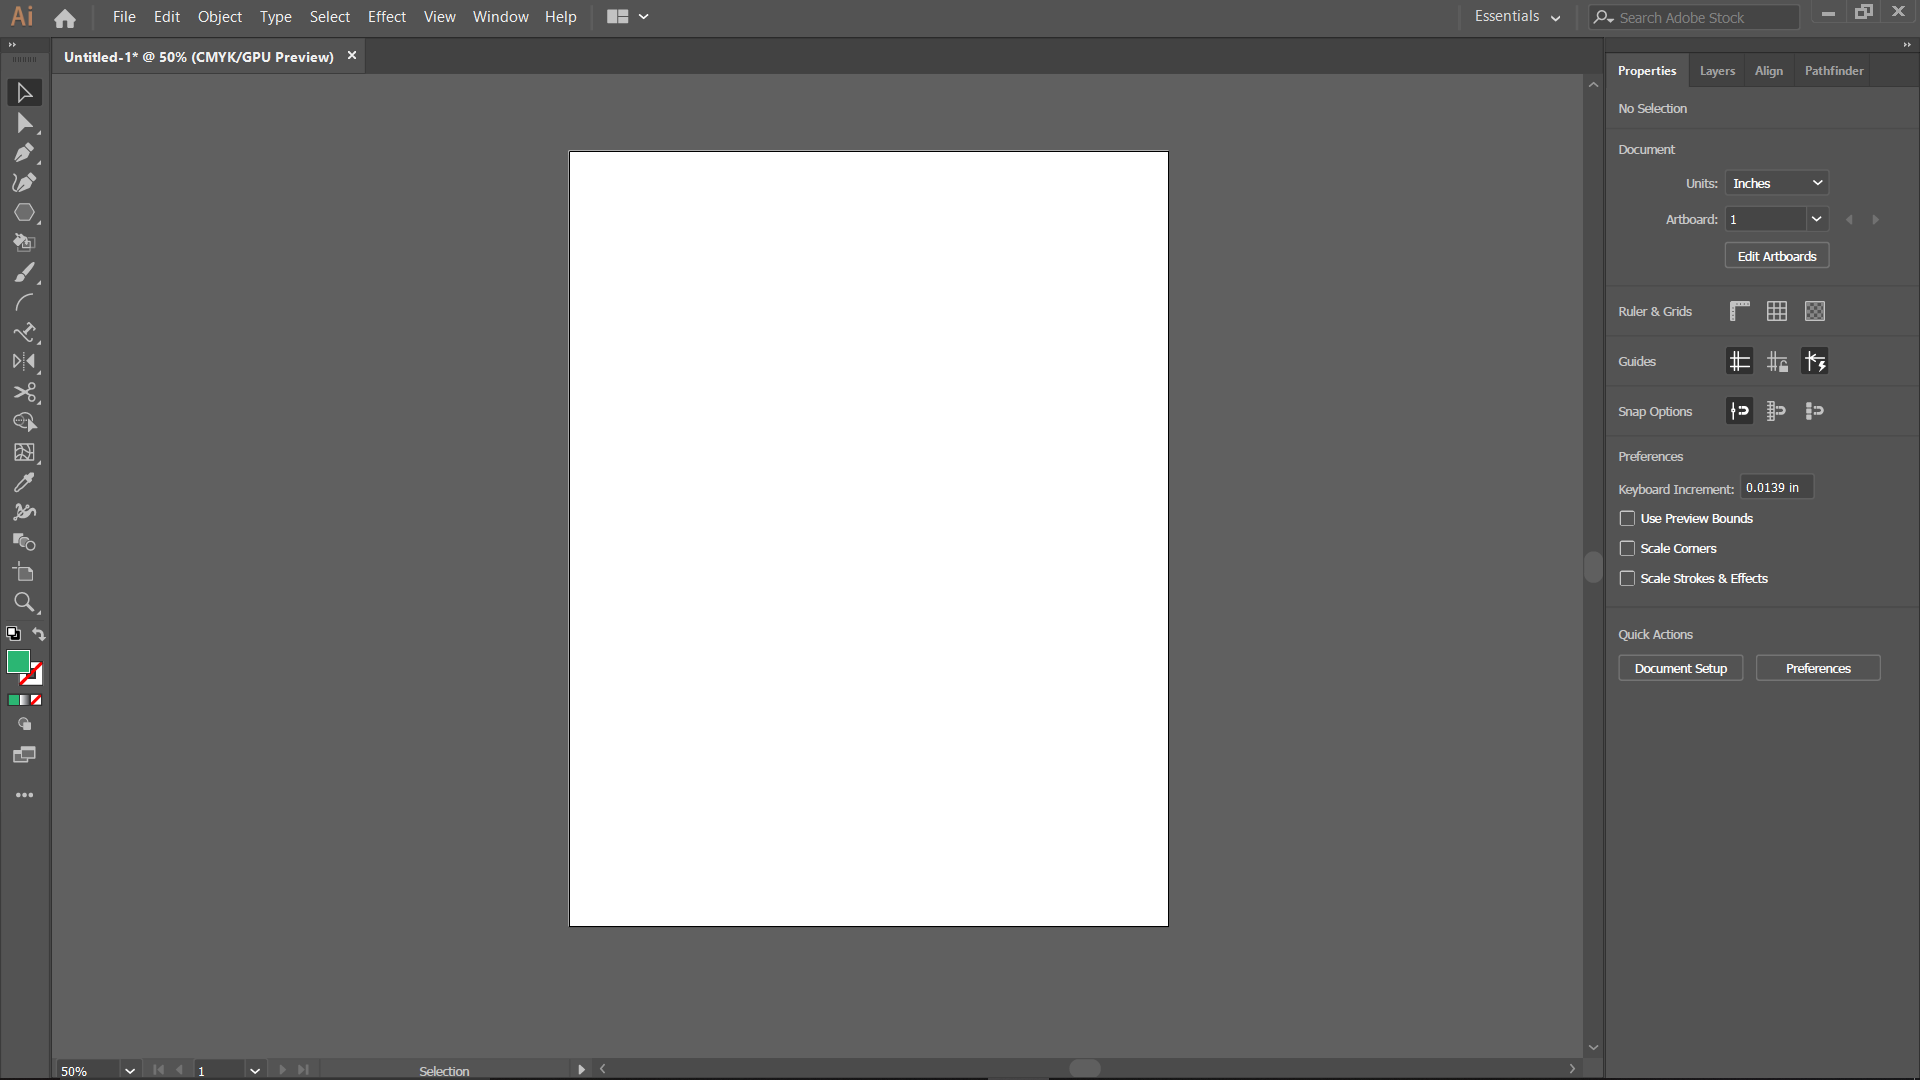 Ai File Edit Object Type Select Effect View Window Help Essentials Search Adobe Stock
Untitled-1* @ 50% (CMYK/GPU Preview)
Properties Layers Align Pathfinder
No Selection
Document
Units: Inches
Artboard: 1
Edit Artboards
Ruler & Grids
Guides
Snap Options
Preferences
Keyboard Increment: 0.0139 in
Use Preview Bounds
Scale Corners
Scale Strokes & Effects
Quick Actions
Document Setup Preferences
50% 1 Selection